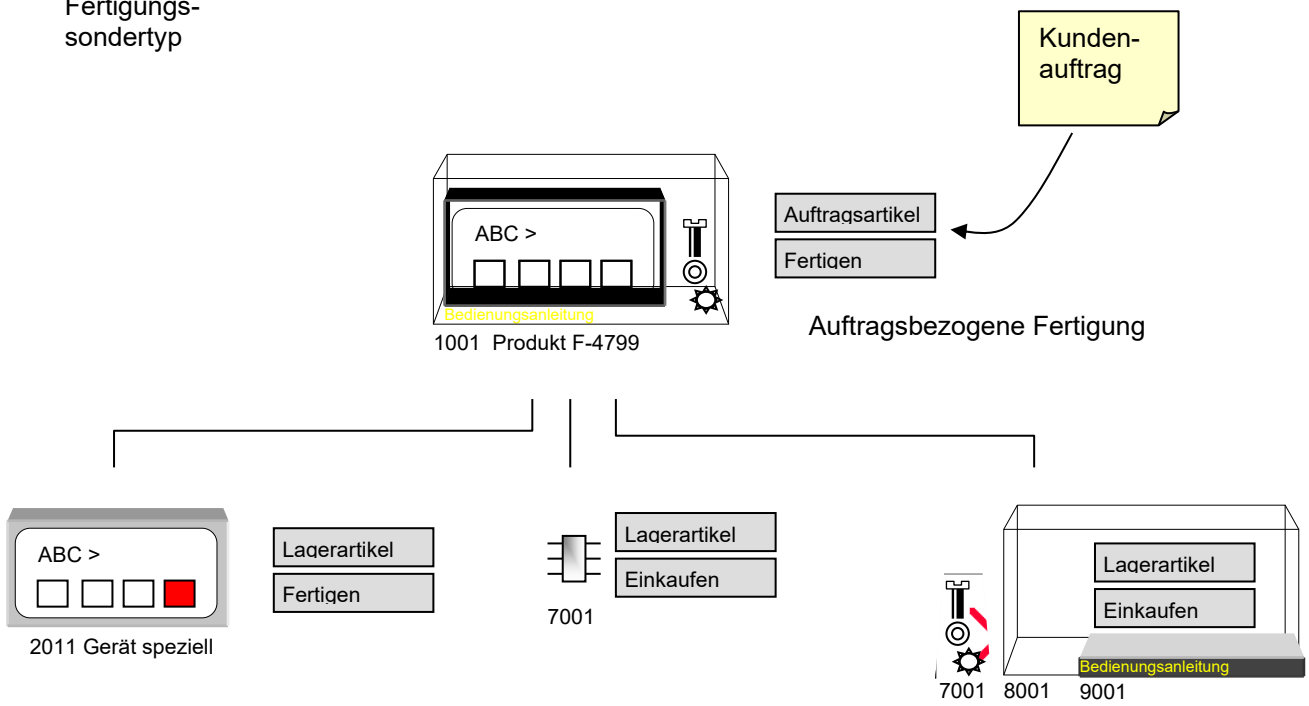 Fertigungs-
sondertyp
Kunden-
auftrag
Auftragsartikel
Fertigen
ABC >
Bedienungsanleitung
1001 Produkt F-4799
Auftragsbezogene Fertigung
ABC >
2011 Gerät speziell
Lagerartikel
Fertigen
7001
Lagerartikel
Einkaufen
Lagerartikel
Einkaufen
Bedienungsanleitung
7001 8001 9001